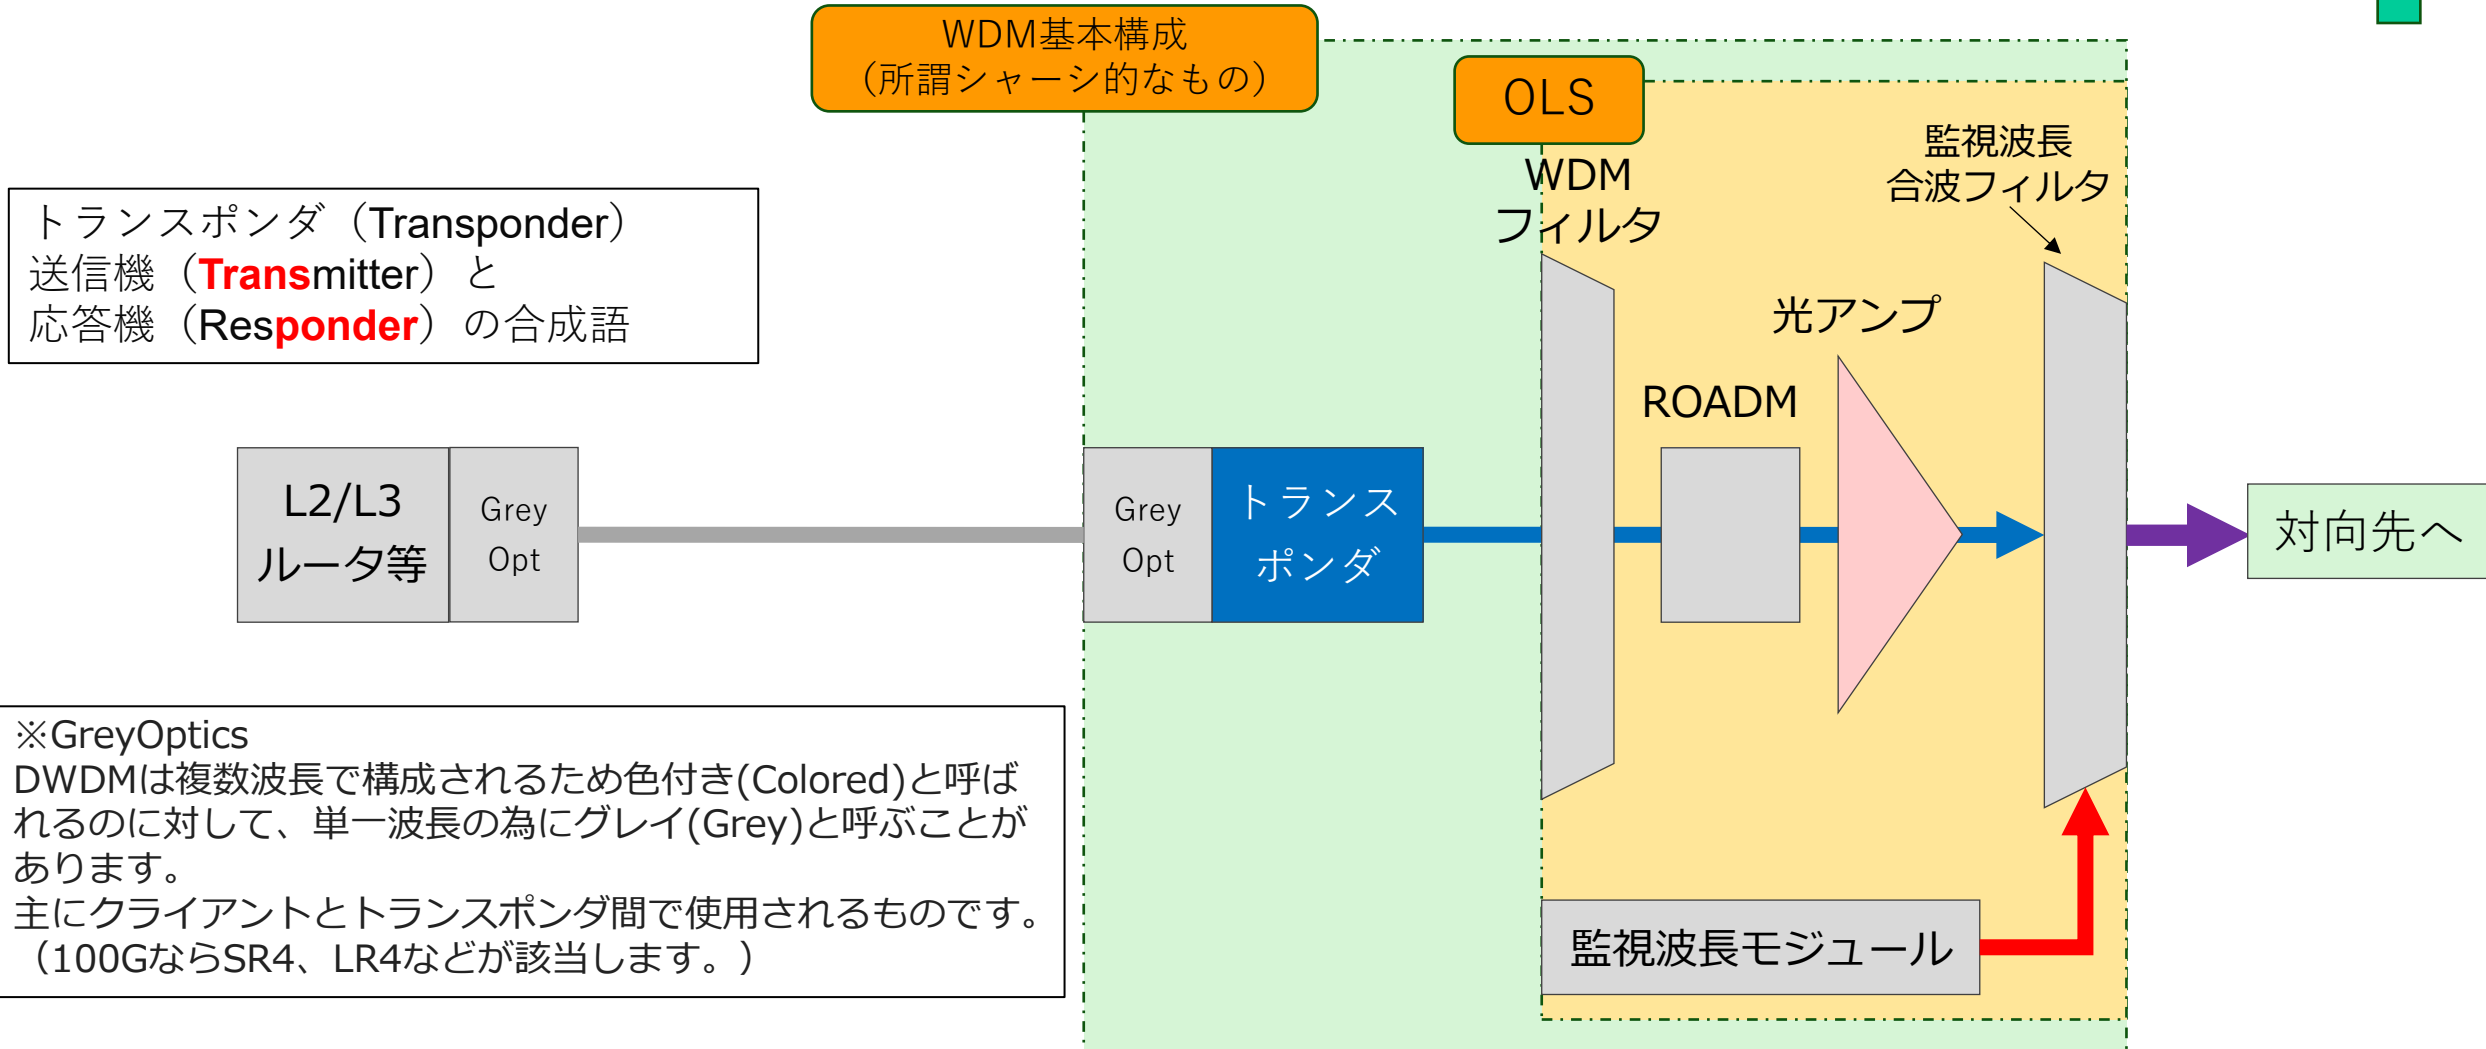 WDM基本構成
（所謂シャーシ的なもの）
OLS
WDM
フィルタ
監視波長
合波フィルタ
トランスポンダ（Transponder）
送信機（Transmitter）と
応答機（Responder）の合成語
光アンプ
ROADM
L2/L3
ルータ等
Grey
Opt
Grey
Opt
トランス
ポンダ
対向先へ
※GreyOptics
DWDMは複数波長で構成されるため色付き(Colored)と呼ば
れるのに対して、単一波長の為にグレイ(Grey)と呼ぶことが
あります。
主にクライアントとトランスポンダ間で使用されるものです。
（100GならSR4、LR4などが該当します。）
監視波長モジュール